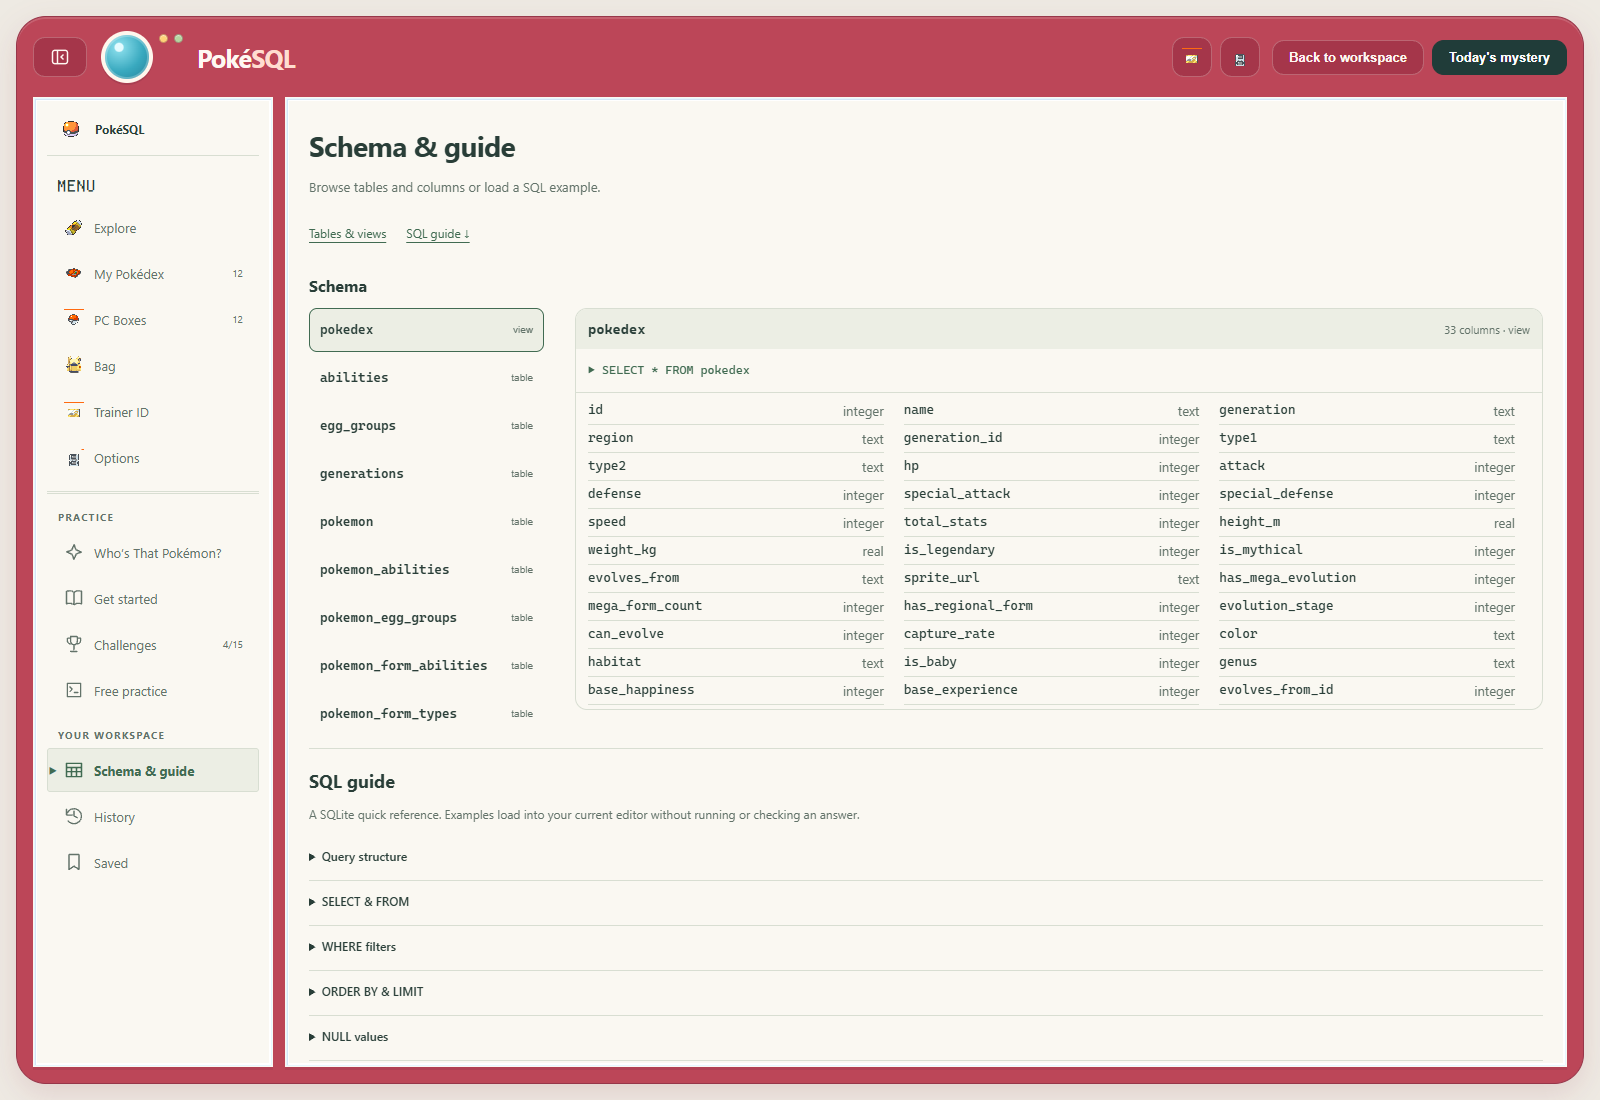 PokéSQL
Back to workspace
Today's mystery
PokéSQL
MENU
Explore
My Pokédex 12
PC Boxes 12
Bag
Trainer ID
Options
PRACTICE
Who's That Pokémon?
Get started
Challenges 4/15
Free practice
YOUR WORKSPACE
Schema & guide
History
Saved
Schema & guide
Browse tables and columns or load a SQL example.
Tables & views SQL guide ↓
Schema
pokedex view
abilities table
egg_groups table
generations table
pokemon table
pokemon_abilities table
pokemon_egg_groups table
pokemon_form_abilities table
pokemon_form_types table
pokedex 33 columns · view
SELECT * FROM pokedex
id integer name text generation text
region text generation_id integer type1 text
type2 text hp integer attack integer
defense integer special_attack integer special_defense integer
speed integer total_stats integer height_m real
weight_kg real is_legendary integer is_mythical integer
evolves_from text sprite_url text has_mega_evolution integer
mega_form_count integer has_regional_form integer evolution_stage integer
can_evolve integer capture_rate integer color text
habitat text is_baby integer genus text
base_happiness integer base_experience integer evolves_from_id integer
SQL guide
A SQLite quick reference. Examples load into your current editor without running or checking an answer.
Query structure
SELECT & FROM
WHERE filters
ORDER BY & LIMIT
NULL values